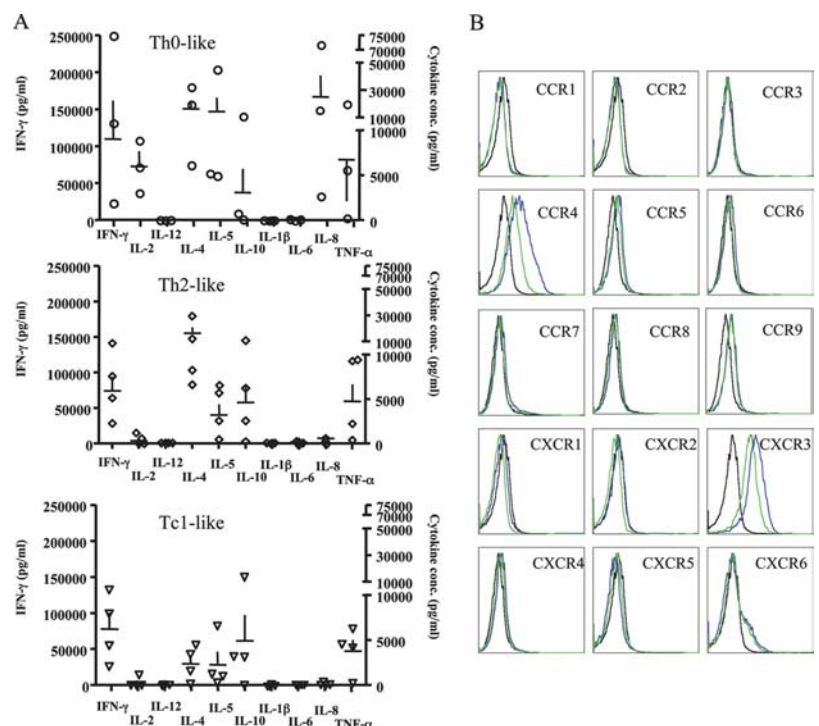 A
Th0-like
IFN-γ (pg/ml)
250000
200000
150000
100000
50000
0
75000
60000
50000
30000
10000
10000
5000
0
Cytokine conc. (pg/ml)
IFN-γ IL-2 IL-12 IL-4 IL-5 IL-10 IL-1β IL-6 IL-8 TNF-α
Th2-like
IFN-γ (pg/ml)
250000
200000
150000
100000
50000
0
75000
70000
50000
30000
10000
10000
5000
0
Cytokine conc. (pg/ml)
IFN-γ IL-2 IL-12 IL-4 IL-5 IL-10 IL-1β IL-6 IL-8 TNF-α
Tc1-like
IFN-γ (pg/ml)
250000
200000
150000
100000
50000
0
75000
70000
50000
30000
10000
10000
5000
0
Cytokine conc. (pg/ml)
IFN-γ IL-2 IL-12 IL-4 IL-5 IL-10 IL-1β IL-6 IL-8 TNF-α
B
CCR1 CCR2 CCR3
CCR4 CCR5 CCR6
CCR7 CCR8 CCR9
CXCR1 CXCR2 CXCR3
CXCR4 CXCR5 CXCR6